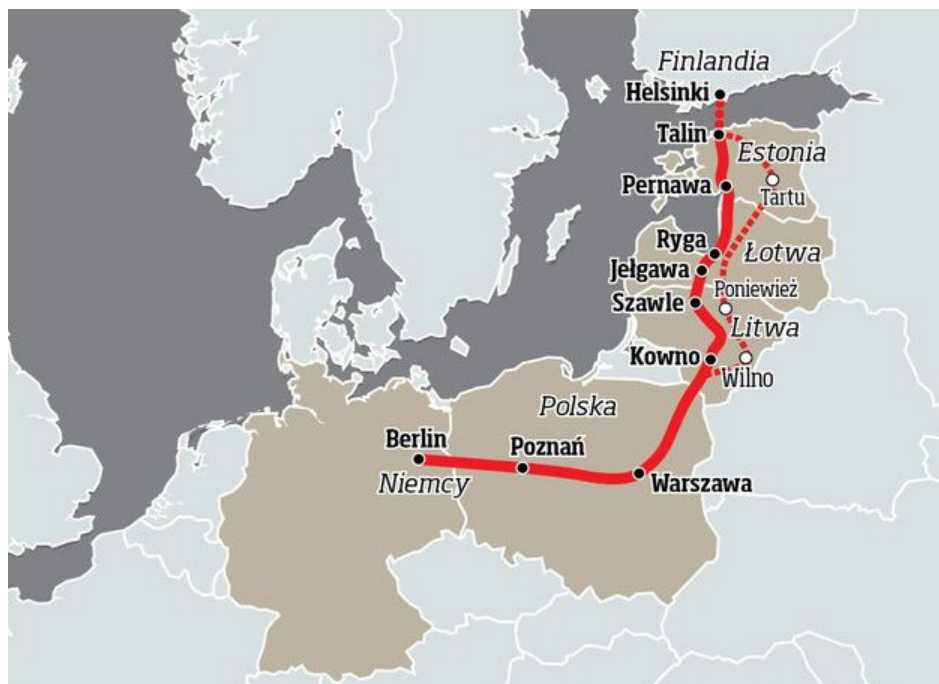 Finlandia
Helsinki
Talin
Estonia
Pernawa
Tartu
Ryga
Łotwa
Jełgawa
Poniewież
Szawle
Litwa
Kowno
Wilno
Polska
Berlin
Poznań
Niemcy
Warszawa